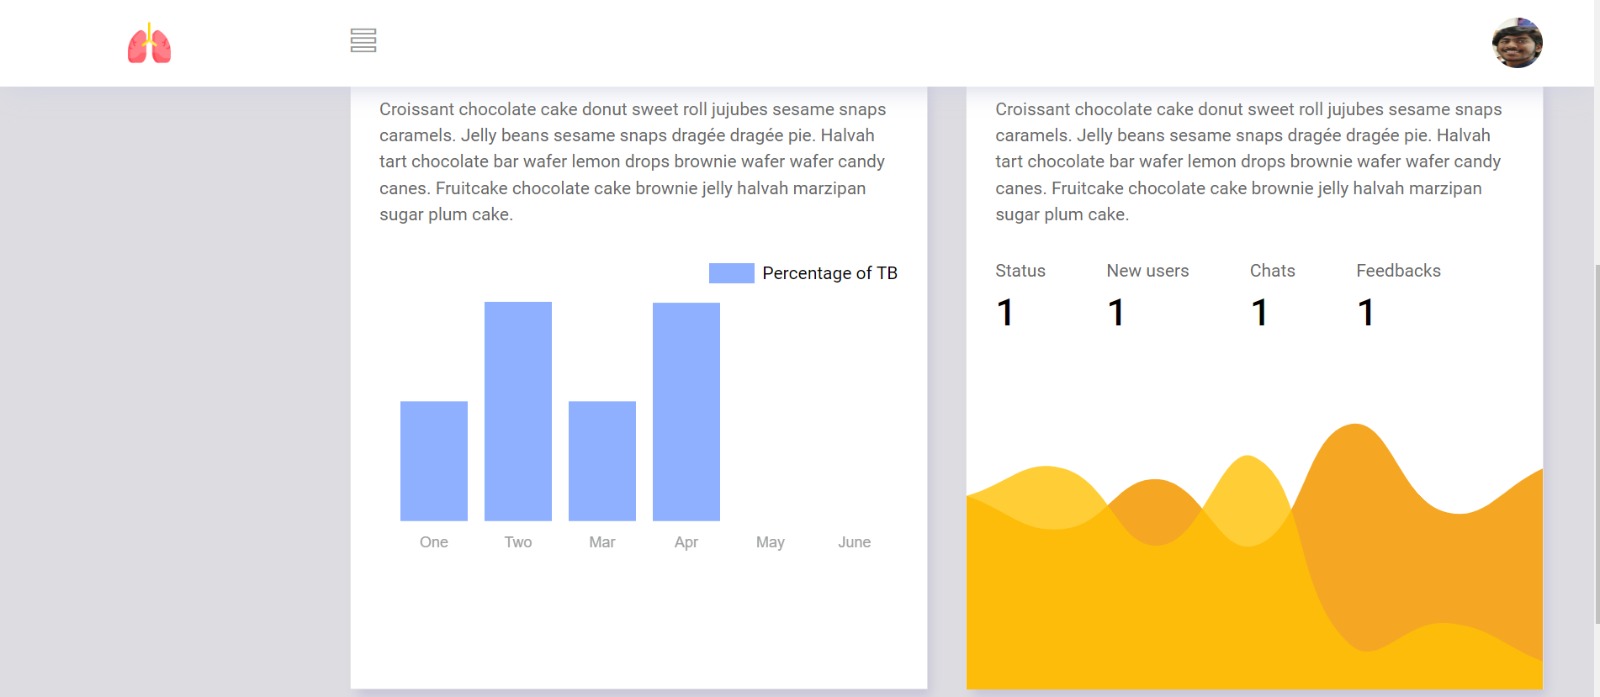 Croissant chocolate cake donut sweet roll jujubes sesame snaps
caramels. Jelly beans sesame snaps dragée dragée pie. Halvah
tart chocolate bar wafer lemon drops brownie wafer wafer candy
canes. Fruitcake chocolate cake brownie jelly halvah marzipan
sugar plum cake.
Percentage of TB
One Two Mar Apr May June
Croissant chocolate cake donut sweet roll jujubes sesame snaps
caramels. Jelly beans sesame snaps dragée dragée pie. Halvah
tart chocolate bar wafer lemon drops brownie wafer wafer candy
canes. Fruitcake chocolate cake brownie jelly halvah marzipan
sugar plum cake.
Status New users Chats Feedbacks
1 1 1 1